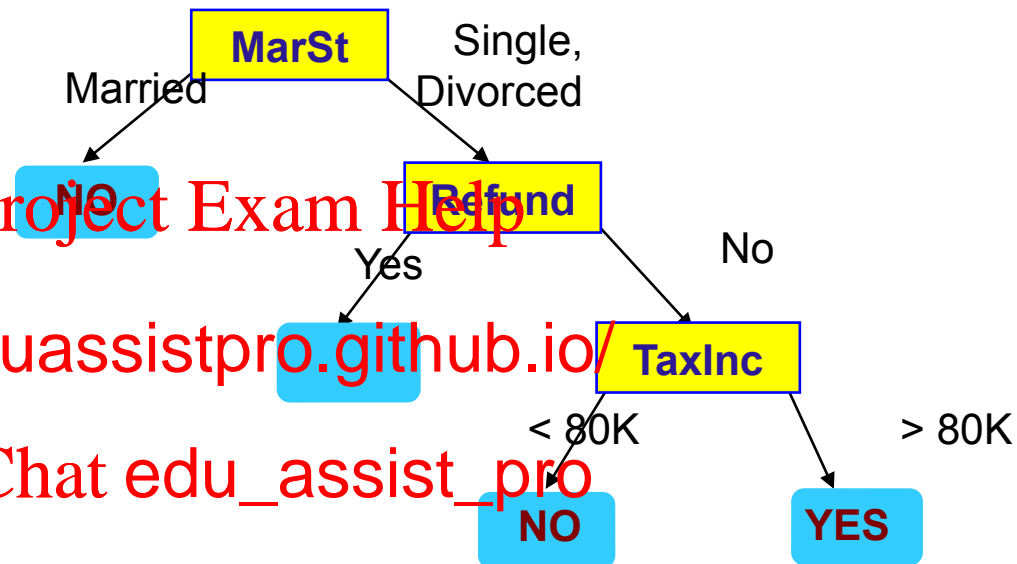 MarSt
Single,
Divorced
Married
NO
roject Exam Help
Refund
Yes
No
uassistpro.github.io/
TaxInc
< 80K
> 80K
Chat edu_assist_pro
NO
YES